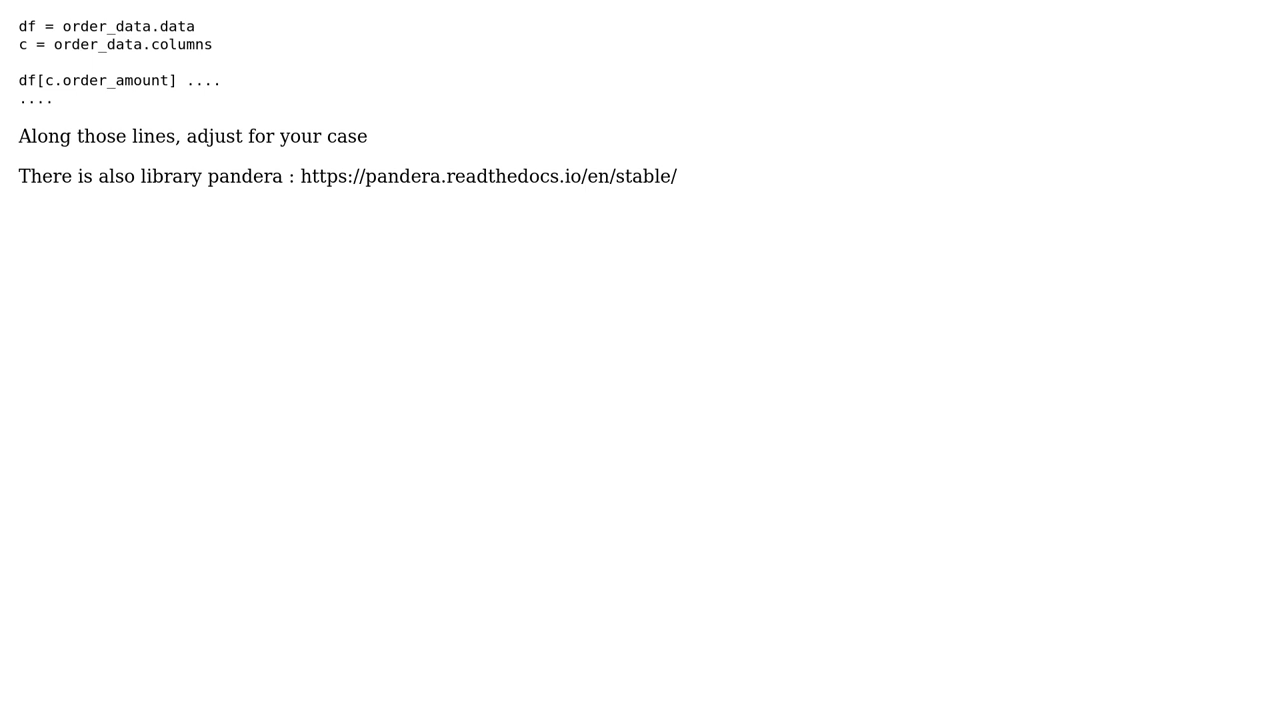 df = order_data.data
c = order_data.columns

df[c.order_amount] ....
....
Along those lines, adjust for your case
There is also library pandera : https://pandera.readthedocs.io/en/stable/